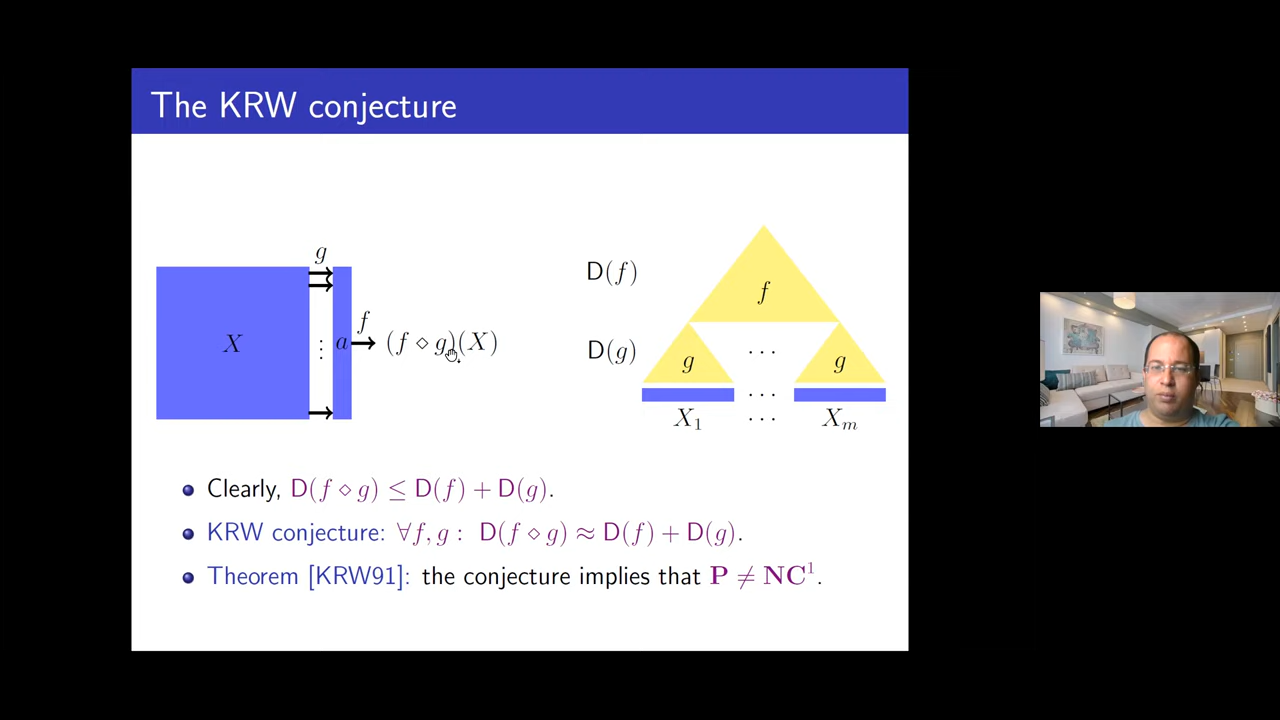 The KRW conjecture
g
X
⋮
a
f
(f ⋄ g)(X)
D(f)
f
D(g)
g ⋯ g
⋯
X₁ ⋯ Xₘ
Clearly, D(f ⋄ g) ≤ D(f) + D(g).
KRW conjecture: ∀f, g : D(f ⋄ g) ≈ D(f) + D(g).
Theorem [KRW91]: the conjecture implies that P ≠ NC¹.